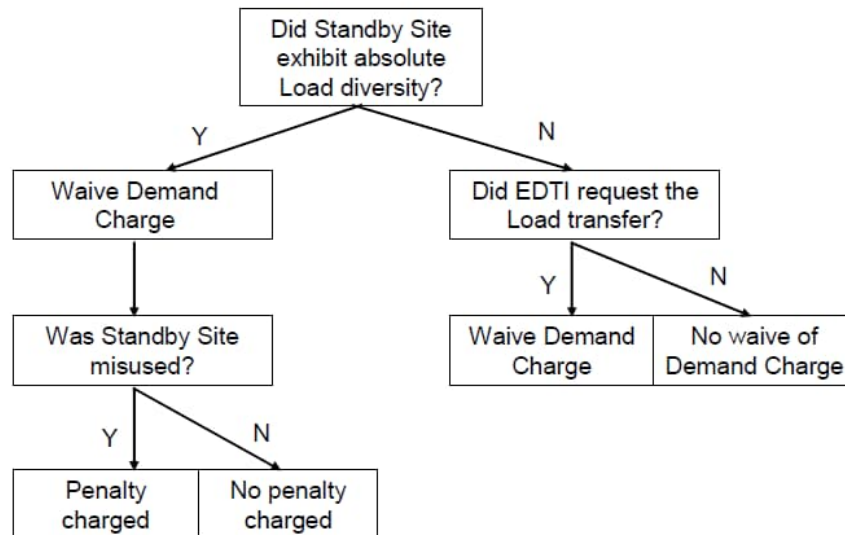 Did Standby Site
exhibit absolute
Load diversity?
Y
N
Waive Demand
Charge
Did EDTI request the
Load transfer?
Y
N
Was Standby Site
misused?
Waive Demand
Charge
No waive of
Demand Charge
Y
N
Penalty
charged
No penalty
charged